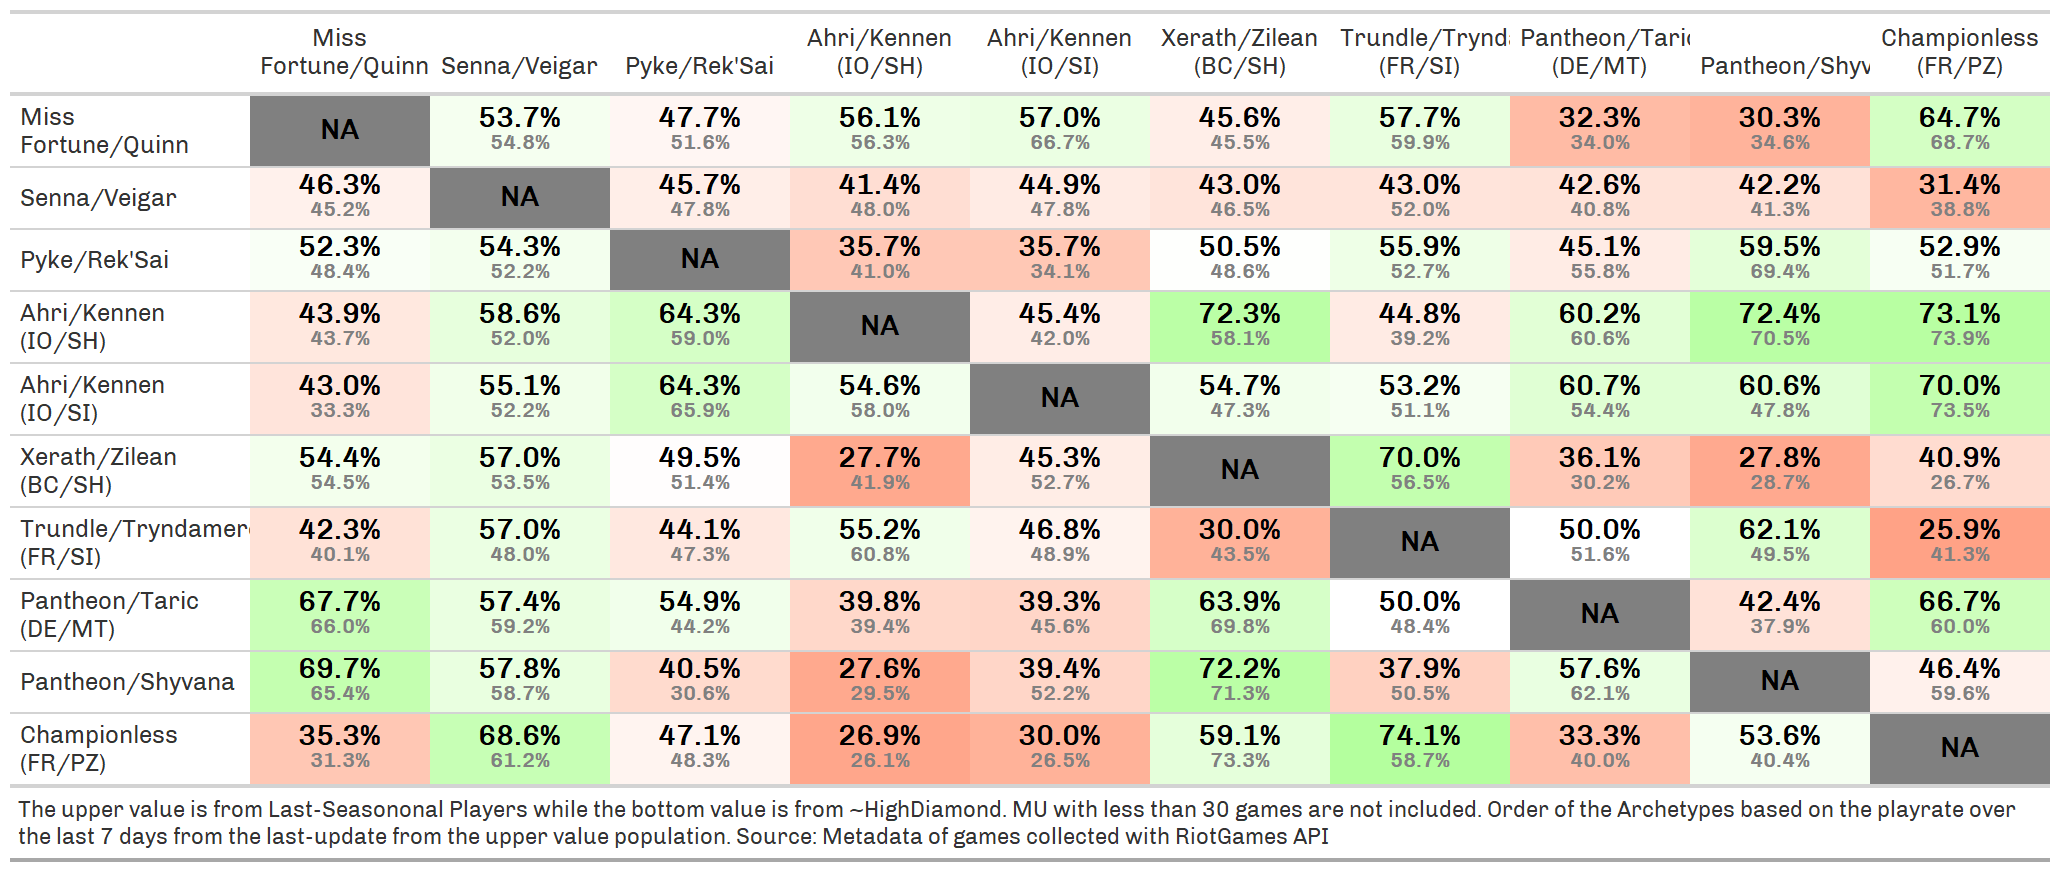 Miss Fortune/Quinn Senna/Veigar Pyke/Rek'Sai Ahri/Kennen (IO/SH) Ahri/Kennen (IO/SI) Xerath/Zilean (BC/SH) Trundle/Trynd (FR/SI) Pantheon/Taric (DE/MT) Pantheon/Shyv Championless (FR/PZ)
Miss Fortune/Quinn NA 53.7% 47.7% 56.1% 57.0% 45.6% 57.7% 32.3% 30.3% 64.7%
54.8% 51.6% 56.3% 66.7% 45.5% 59.9% 34.0% 34.6% 68.7%
Senna/Veigar 46.3% NA 45.7% 41.4% 44.9% 43.0% 43.0% 42.6% 42.2% 31.4%
45.2% 47.8% 48.0% 47.8% 46.5% 52.0% 40.8% 41.3% 38.8%
Pyke/Rek'Sai 52.3% 54.3% NA 35.7% 35.7% 50.5% 55.9% 45.1% 59.5% 52.9%
48.4% 52.2% 41.0% 34.1% 48.6% 52.7% 55.8% 69.4% 51.7%
Ahri/Kennen (IO/SH) 43.9% 58.6% 64.3% NA 45.4% 72.3% 44.8% 60.2% 72.4% 73.1%
43.7% 52.0% 59.0% 42.0% 58.1% 39.2% 60.6% 70.5% 73.9%
Ahri/Kennen (IO/SI) 43.0% 55.1% 64.3% 54.6% NA 54.7% 53.2% 60.7% 60.6% 70.0%
33.3% 52.2% 65.9% 58.0% 47.3% 51.1% 54.4% 47.8% 73.5%
Xerath/Zilean (BC/SH) 54.4% 57.0% 49.5% 27.7% 45.3% NA 70.0% 36.1% 27.8% 40.9%
54.5% 53.5% 51.4% 41.9% 52.7% 56.5% 30.2% 28.7% 26.7%
Trundle/Tryndamer (FR/SI) 42.3% 57.0% 44.1% 55.2% 46.8% 30.0% NA 50.0% 62.1% 25.9%
40.1% 48.0% 47.3% 60.8% 48.9% 43.5% 51.6% 49.5% 41.3%
Pantheon/Taric (DE/MT) 67.7% 57.4% 54.9% 39.8% 39.3% 63.9% 50.0% NA 42.4% 66.7%
66.0% 59.2% 44.2% 39.4% 45.6% 69.8% 48.4% 37.9% 60.0%
Pantheon/Shyvana 69.7% 57.8% 40.5% 27.6% 39.4% 72.2% 37.9% 57.6% NA 46.4%
65.4% 58.7% 30.6% 29.5% 52.2% 71.3% 50.5% 62.1% 59.6%
Championless (FR/PZ) 35.3% 68.6% 47.1% 26.9% 30.0% 59.1% 74.1% 33.3% 53.6% NA
31.3% 61.2% 48.3% 26.1% 26.5% 73.3% 58.7% 40.0% 40.4%
The upper value is from Last-Seasononal Players while the bottom value is from ~HighDiamond. MU with less than 30 games are not included. Order of the Archetypes based on the playrate over
the last 7 days from the last-update from the upper value population. Source: Metadata of games collected with RiotGames API